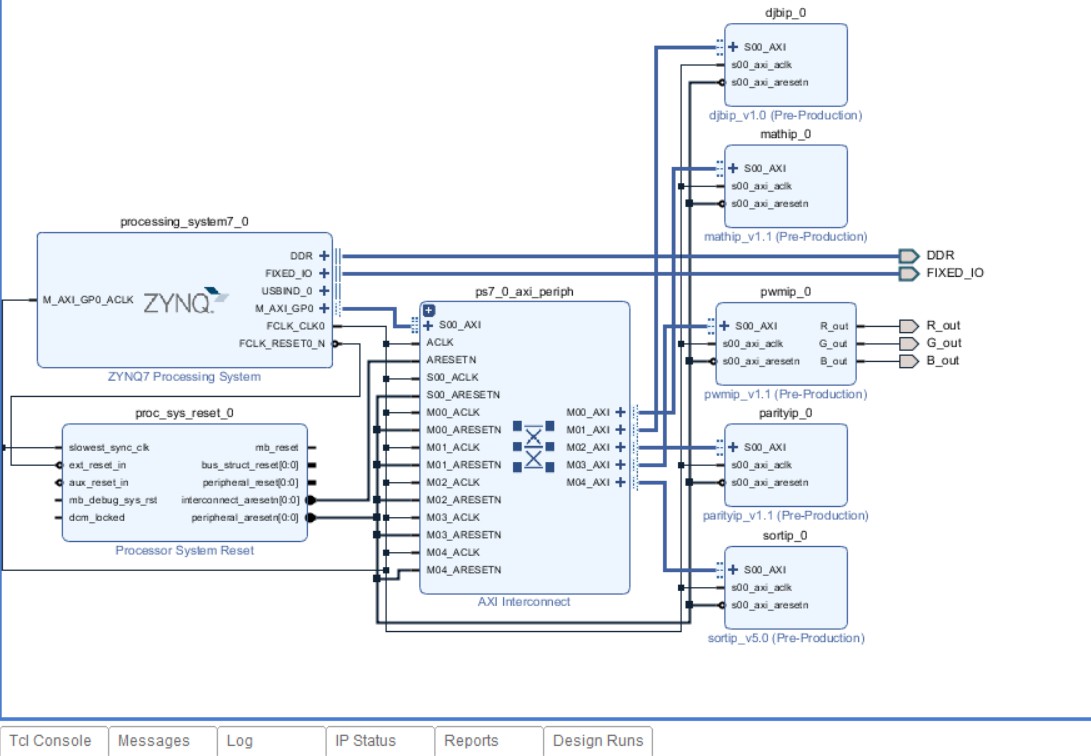 djbip_0
S00_AXI
s00_axi_aclk
s00_axi_aresetn
djbip_v1.0 (Pre-Production)
mathip_0
S00_AXI
s00_axi_aclk
s00_axi_aresetn
mathip_v1.1 (Pre-Production)
processing_system7_0
DDR
FIXED_IO
USBIND_0
M_AXI_GP0
FCLK_CLK0
FCLK_RESET0_N
M_AXI_GP0_ACLK
ZYNQ
ZYNQ7 Processing System
DDR
FIXED_IO
ps7_0_axi_periph
S00_AXI
ACLK
ARESETN
S00_ACLK
S00_ARESETN
M00_ACLK
M00_ARESETN
M01_ACLK
M01_ARESETN
M02_ACLK
M02_ARESETN
M03_ACLK
M03_ARESETN
M04_ACLK
M04_ARESETN
M00_AXI
M01_AXI
M02_AXI
M03_AXI
M04_AXI
AXI Interconnect
pwmip_0
S00_AXI
s00_axi_aclk
s00_axi_aresetn
R_out
G_out
B_out
pwmip_v1.1 (Pre-Production)
R_out
G_out
B_out
proc_sys_reset_0
slowest_sync_clk
ext_reset_in
aux_reset_in
mb_debug_sys_rst
dcm_locked
mb_reset
bus_struct_reset[0:0]
peripheral_reset[0:0]
interconnect_aresetn[0:0]
peripheral_aresetn[0:0]
Processor System Reset
parityip_0
S00_AXI
s00_axi_aclk
s00_axi_aresetn
parityip_v1.1 (Pre-Production)
sortip_0
S00_AXI
s00_axi_aclk
s00_axi_aresetn
sortip_v5.0 (Pre-Production)
Tcl Console
Messages
Log
IP Status
Reports
Design Runs